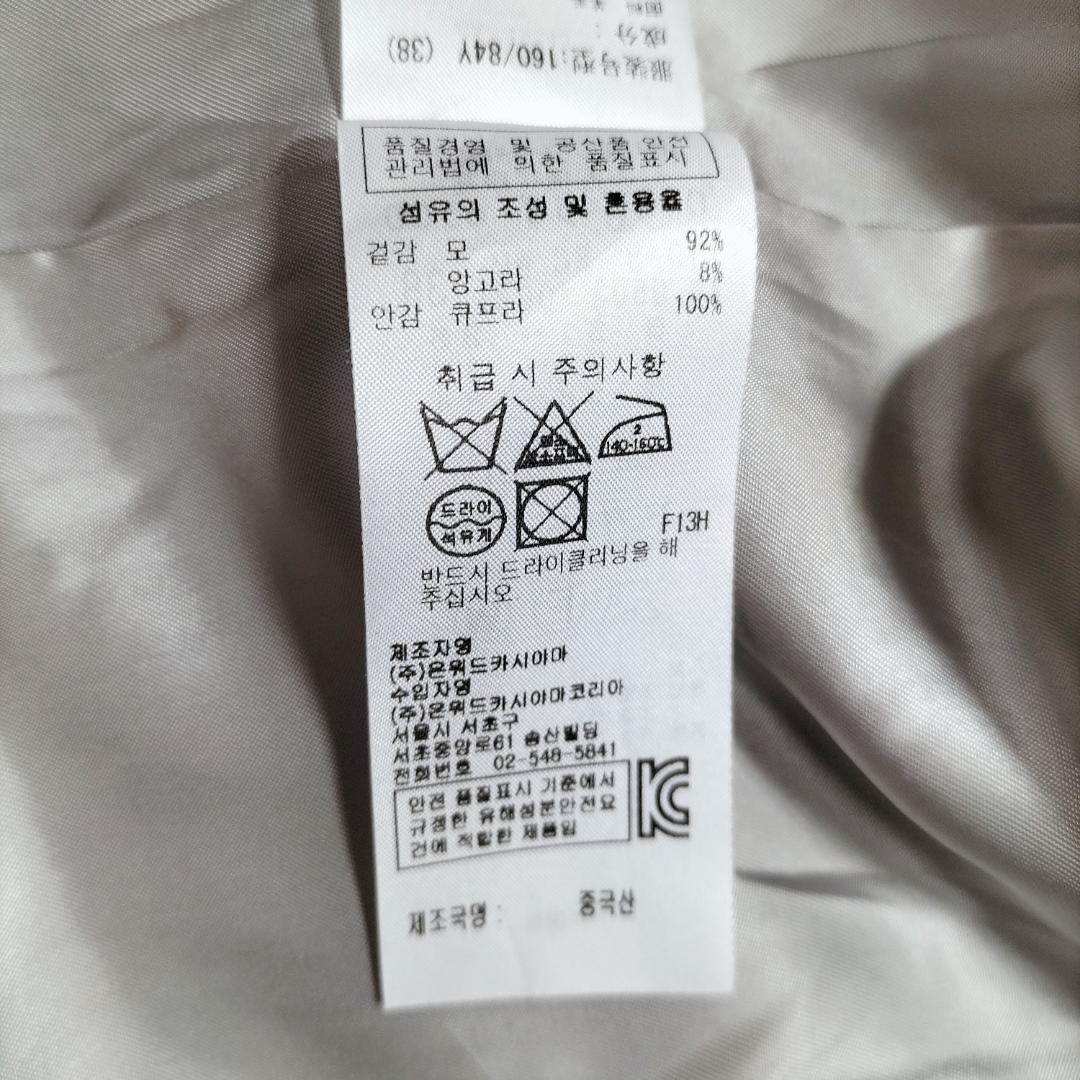 成分：
服装号型:160/84Y (38)
품질경영 및 공산품 안전
관리법에 의한 품질표시
섬유의 조성 및 혼용율
겉감 모 92%
앙고라 8%
안감 큐프라 100%
취급 시 주의사항
2
140-160℃
드라이
석유계
F13H
반드시 드라이클리닝을 해
주십시오
제조자명
(주)온워드카시야마
수입자명
(주)온워드카시야마코리아
서울시 서초구
서초중앙로61 송산빌딩
전화번호 02-548-5841
안전 품질표시 기준에서
규정한 유해성분안전요
건에 적합한 제품임
제조국명 : 중국산